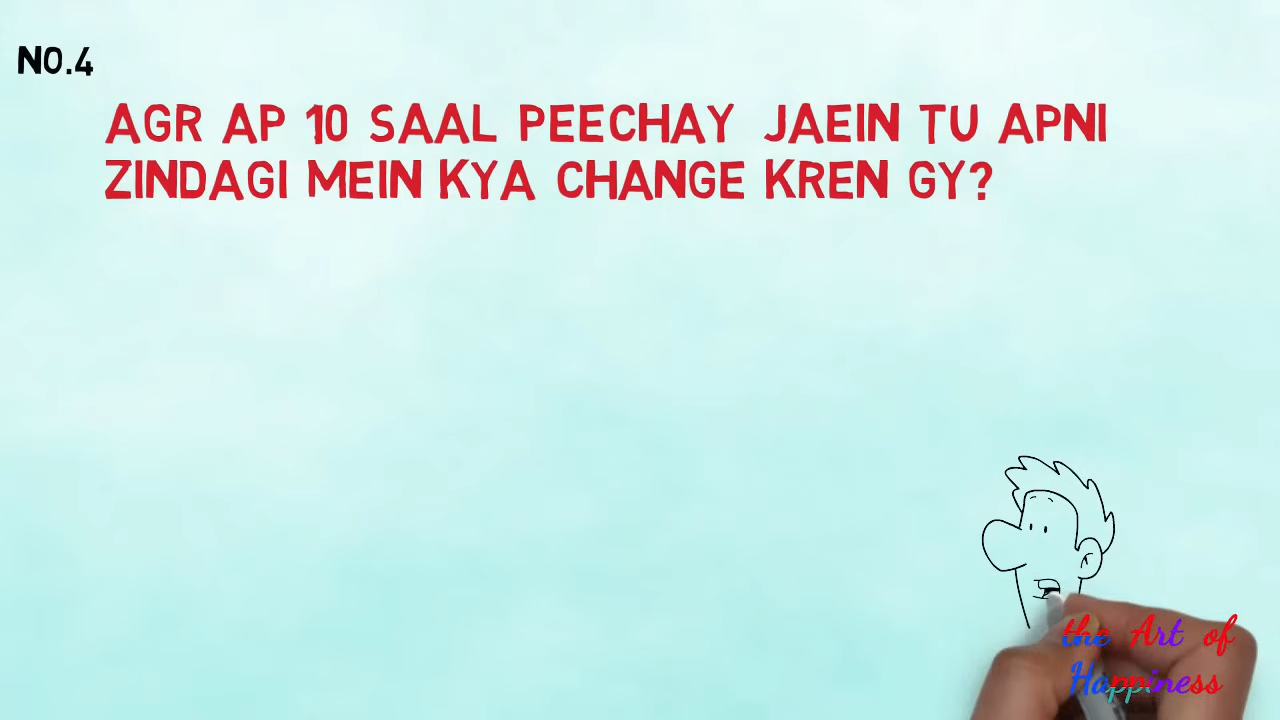 NO.4
AGR AP 10 SAAL PEECHAY JAEIN TU APNI
ZINDAGI MEIN KYA CHANGE KREN GY?
the Art of
Happiness